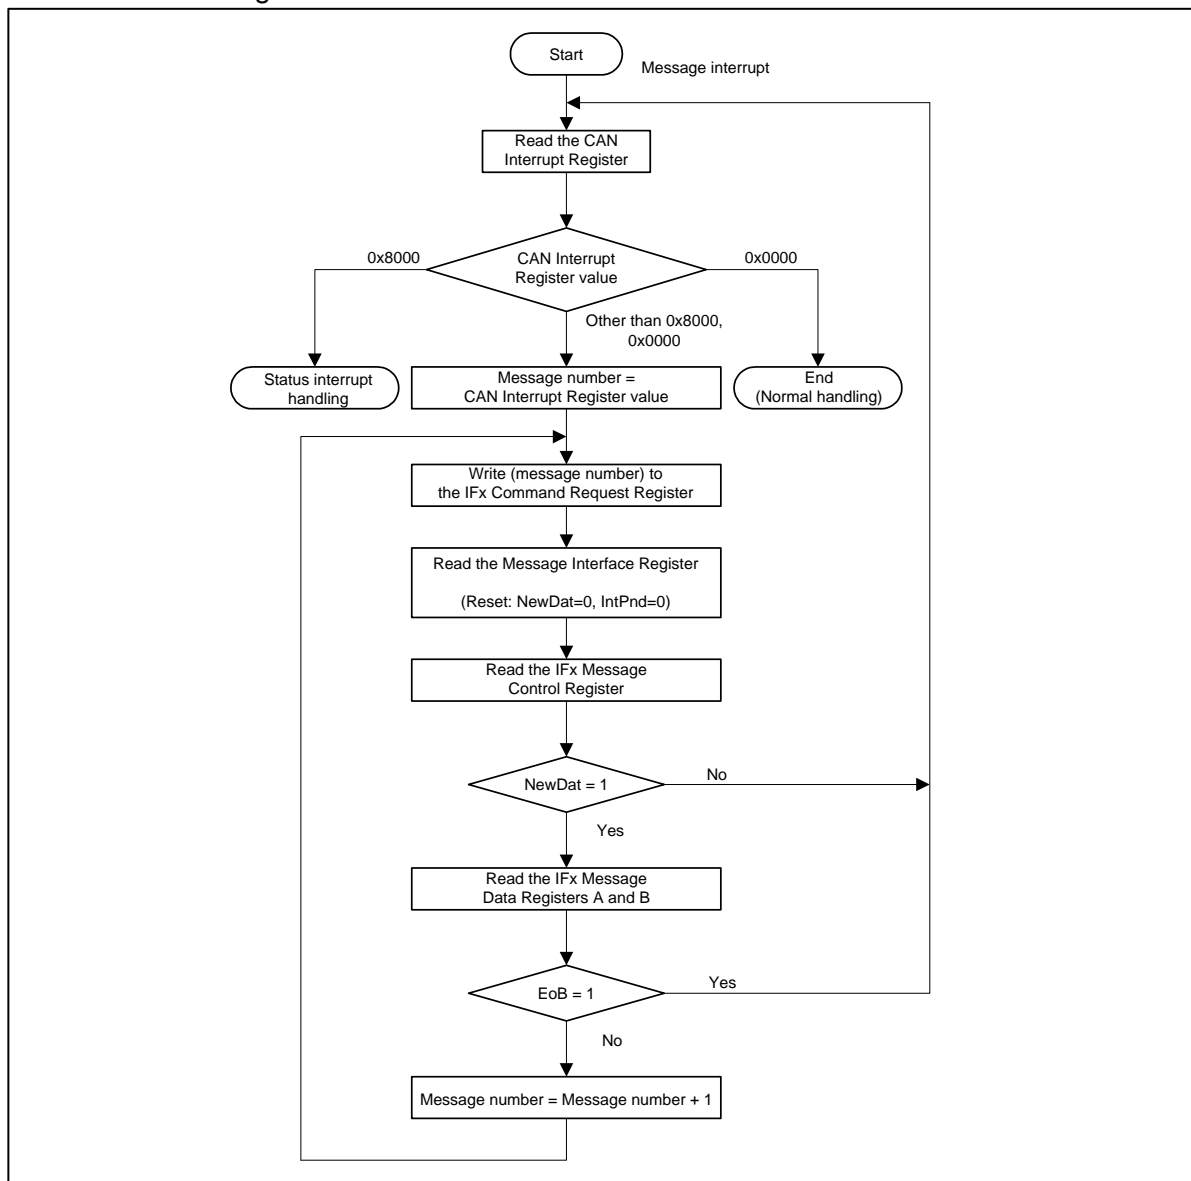 Start
Message interrupt
Read the CAN
Interrupt Register
0x8000
CAN Interrupt
Register value
0x0000
Other than 0x8000,
0x0000
Status interrupt
handling
Message number =
CAN Interrupt Register value
End
(Normal handling)
Write (message number) to
the IFx Command Request Register
Read the Message Interface Register
(Reset: NewDat=0, IntPnd=0)
Read the IFx Message
Control Register
NewDat = 1
No
Yes
Read the IFx Message
Data Registers A and B
EoB = 1
Yes
No
Message number = Message number + 1